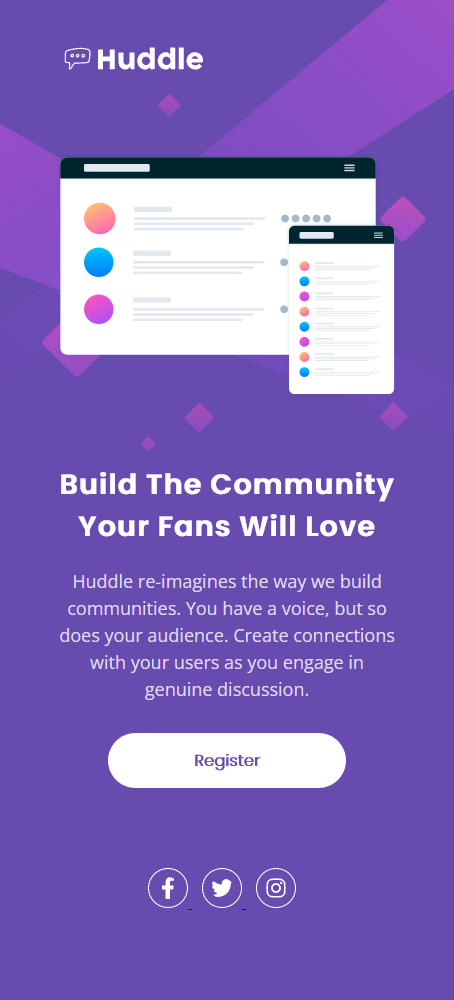 Huddle
Build The Community
Your Fans Will Love
Huddle re-imagines the way we build
communities. You have a voice, but so
does your audience. Create connections
with your users as you engage in
genuine discussion.
Register